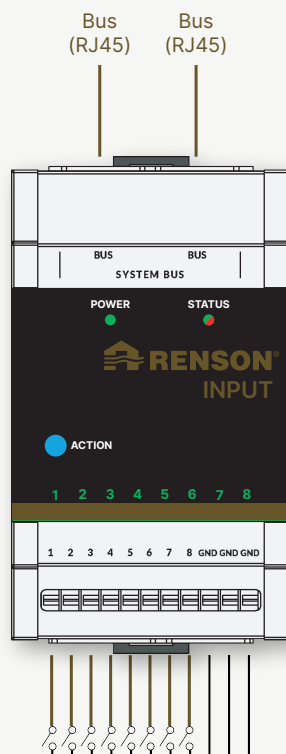 Bus Bus
(RJ45) (RJ45)
BUS BUS
SYSTEM BUS
POWER STATUS
RENSON®
INPUT
ACTION
1 2 3 4 5 6 7 8
1 2 3 4 5 6 7 8 GND GND GND